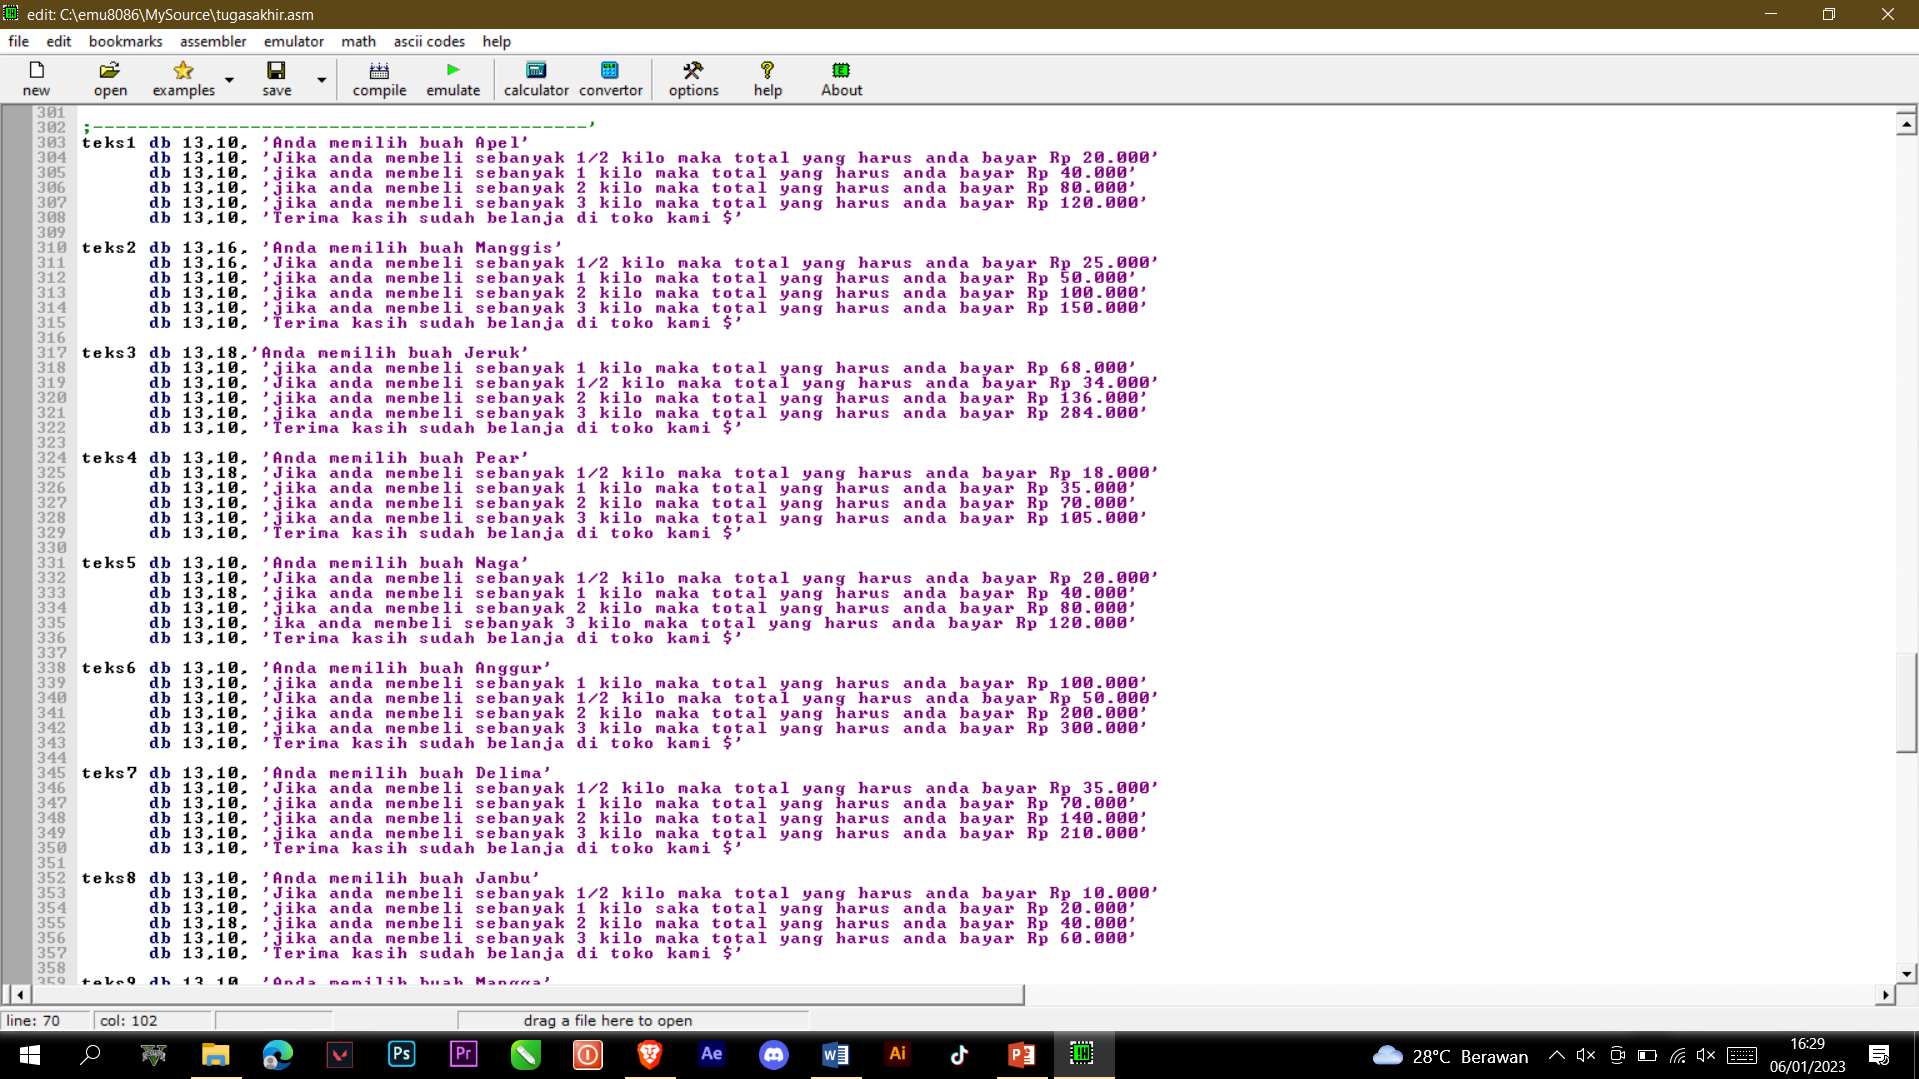 edit: C:\emu8086\MySource\tugasakhir.asm
file edit bookmarks assembler emulator math ascii codes help
new open examples save compile emulate calculator convertor options help About
301
302 ;--------------------------------------------'
303 teks1 db 13,10, 'Anda memilih buah Apel'
304 db 13,10, 'Jika anda membeli sebanyak 1/2 kilo maka total yang harus anda bayar Rp 20.000'
305 db 13,10, 'jika anda membeli sebanyak 1 kilo maka total yang harus anda bayar Rp 40.000'
306 db 13,10, 'jika anda membeli sebanyak 2 kilo maka total yang harus anda bayar Rp 80.000'
307 db 13,10, 'jika anda membeli sebanyak 3 kilo maka total yang harus anda bayar Rp 120.000'
308 db 13,10, 'Terima kasih sudah belanja di toko kami $'
309
310 teks2 db 13,16, 'Anda memilih buah Manggis'
311 db 13,16, 'Jika anda membeli sebanyak 1/2 kilo maka total yang harus anda bayar Rp 25.000'
312 db 13,10, 'jika anda membeli sebanyak 1 kilo maka total yang harus anda bayar Rp 50.000'
313 db 13,10, 'jika anda membeli sebanyak 2 kilo maka total yang harus anda bayar Rp 100.000'
314 db 13,10, 'jika anda membeli sebanyak 3 kilo maka total yang harus anda bayar Rp 150.000'
315 db 13,10, 'Terima kasih sudah belanja di toko kami $'
316
317 teks3 db 13,18,'Anda memilih buah Jeruk'
318 db 13,10, 'jika anda membeli sebanyak 1 kilo maka total yang harus anda bayar Rp 68.000'
319 db 13,10, 'Jika anda membeli sebanyak 1/2 kilo maka total yang harus anda bayar Rp 34.000'
320 db 13,10, 'jika anda membeli sebanyak 2 kilo maka total yang harus anda bayar Rp 136.000'
321 db 13,10, 'jika anda membeli sebanyak 3 kilo maka total yang harus anda bayar Rp 284.000'
322 db 13,10, 'Terima kasih sudah belanja di toko kami $'
323
324 teks4 db 13,10, 'Anda memilih buah Pear'
325 db 13,18, 'Jika anda membeli sebanyak 1/2 kilo maka total yang harus anda bayar Rp 18.000'
326 db 13,10, 'jika anda membeli sebanyak 1 kilo maka total yang harus anda bayar Rp 35.000'
327 db 13,10, 'jika anda membeli sebanyak 2 kilo maka total yang harus anda bayar Rp 70.000'
328 db 13,10, 'jika anda membeli sebanyak 3 kilo maka total yang harus anda bayar Rp 105.000'
329 db 13,10, 'Terima kasih sudah belanja di toko kami $'
330
331 teks5 db 13,10, 'Anda memilih buah Naga'
332 db 13,10, 'Jika anda membeli sebanyak 1/2 kilo maka total yang harus anda bayar Rp 20.000'
333 db 13,18, 'jika anda membeli sebanyak 1 kilo maka total yang harus anda bayar Rp 40.000'
334 db 13,10, 'jika anda membeli sebanyak 2 kilo maka total yang harus anda bayar Rp 80.000'
335 db 13,10, 'ika anda membeli sebanyak 3 kilo maka total yang harus anda bayar Rp 120.000'
336 db 13,10, 'Terima kasih sudah belanja di toko kami $'
337
338 teks6 db 13,10, 'Anda memilih buah Anggur'
339 db 13,10, 'jika anda membeli sebanyak 1 kilo maka total yang harus anda bayar Rp 100.000'
340 db 13,10, 'Jika anda membeli sebanyak 1/2 kilo maka total yang harus anda bayar Rp 50.000'
341 db 13,10, 'jika anda membeli sebanyak 2 kilo maka total yang harus anda bayar Rp 200.000'
342 db 13,10, 'jika anda membeli sebanyak 3 kilo maka total yang harus anda bayar Rp 300.000'
343 db 13,10, 'Terima kasih sudah belanja di toko kami $'
344
345 teks7 db 13,10, 'Anda memilih buah Delima'
346 db 13,10, 'Jika anda membeli sebanyak 1/2 kilo maka total yang harus anda bayar Rp 35.000'
347 db 13,10, 'jika anda membeli sebanyak 1 kilo maka total yang harus anda bayar Rp 70.000'
348 db 13,10, 'jika anda membeli sebanyak 2 kilo maka total yang harus anda bayar Rp 140.000'
349 db 13,10, 'jika anda membeli sebanyak 3 kilo maka total yang harus anda bayar Rp 210.000'
350 db 13,10, 'Terima kasih sudah belanja di toko kami $'
351
352 teks8 db 13,10, 'Anda memilih buah Jambu'
353 db 13,10, 'Jika anda membeli sebanyak 1/2 kilo maka total yang harus anda bayar Rp 10.000'
354 db 13,10, 'jika anda membeli sebanyak 1 kilo saka total yang harus anda bayar Rp 20.000'
355 db 13,18, 'jika anda membeli sebanyak 2 kilo maka total yang harus anda bayar Rp 40.000'
356 db 13,10, 'jika anda membeli sebanyak 3 kilo maka total yang harus anda bayar Rp 60.000'
357 db 13,10, 'Terima kasih sudah belanja di toko kami $'
358
359 teks9 db 13,10, 'Anda memilih buah Mangga'
line: 70 col: 102 drag a file here to open
Ps Pr Ae Ai
28°C Berawan
16:29
06/01/2023